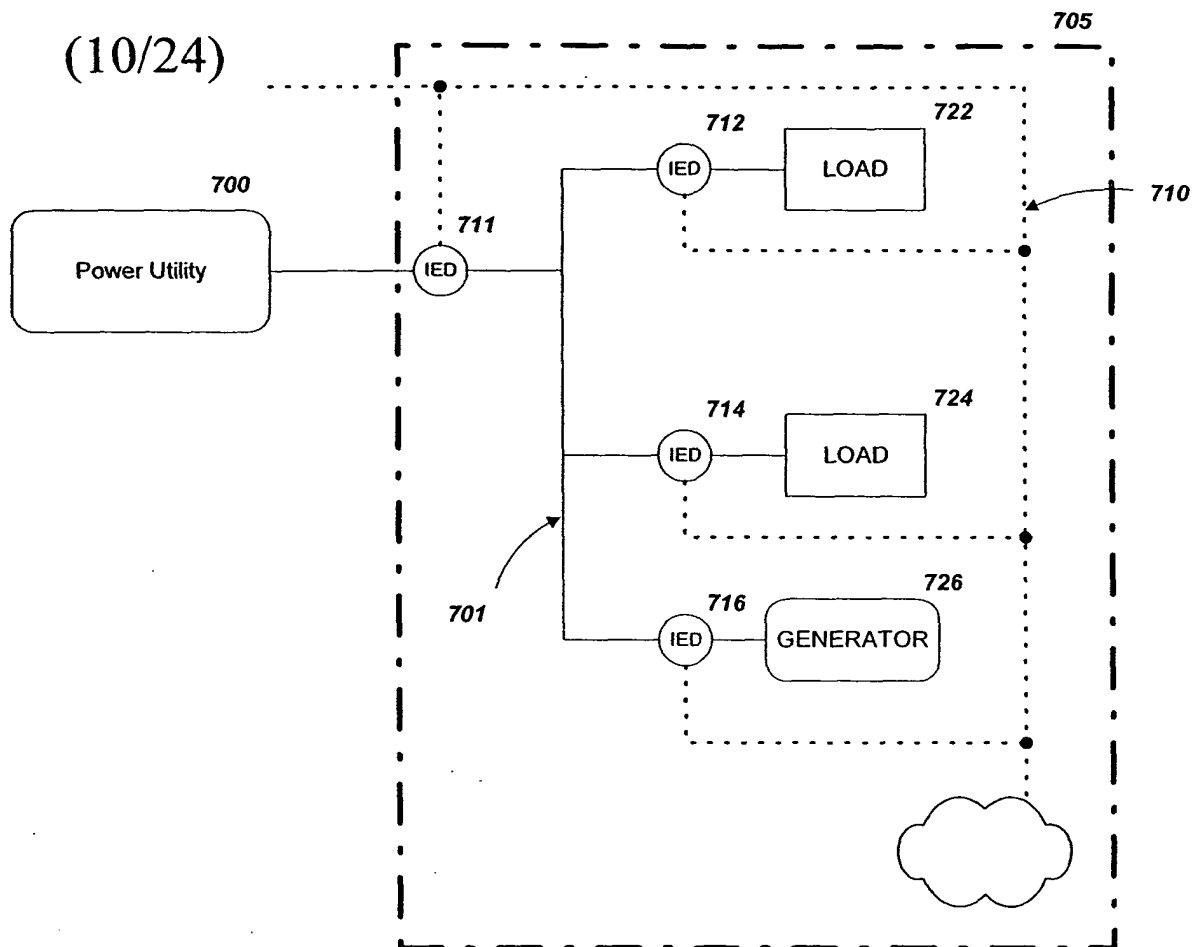 705
(10/24)
712
722
IED
LOAD
700
710
711
Power Utility
IED
714
724
IED
LOAD
701
716
726
IED
GENERATOR